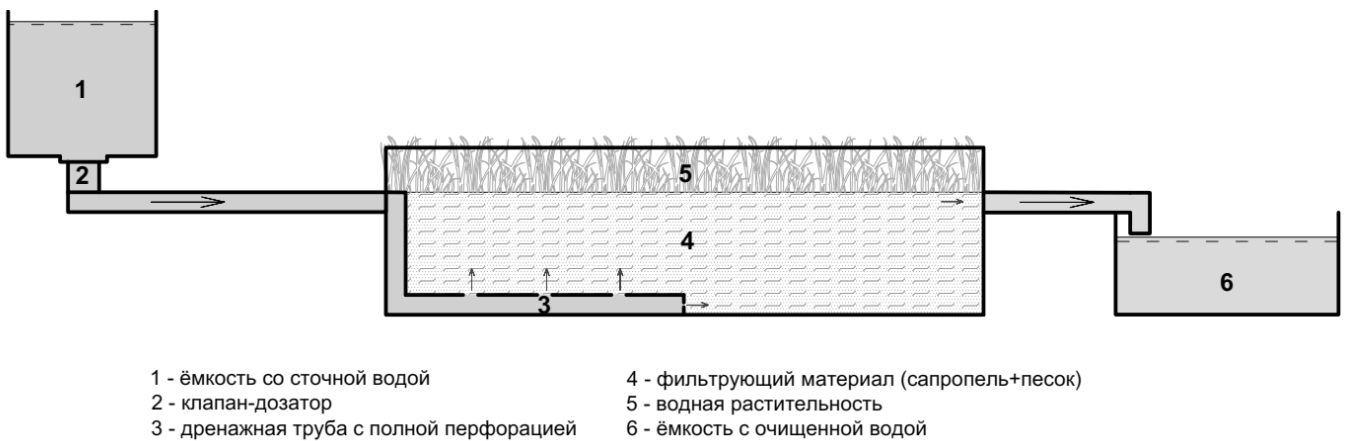 1
2
5
4
3
6
1 - ёмкость со сточной водой
2 - клапан-дозатор
3 - дренажная труба с полной перфорацией
4 - фильтрующий материал (сапропель+песок)
5 - водная растительность
6 - ёмкость с очищенной водой